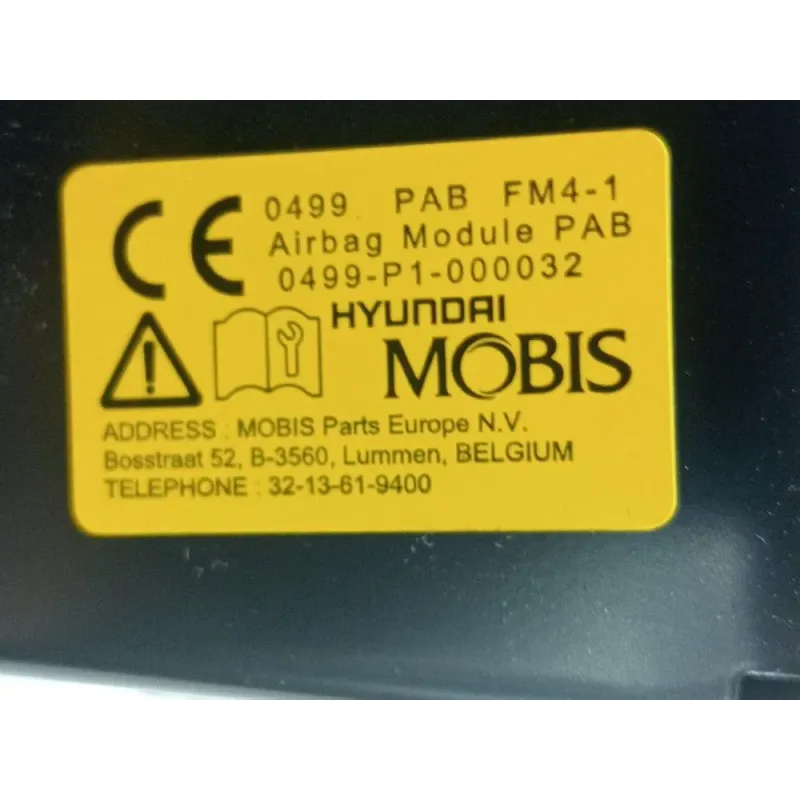 CE 0499 PAB FM4-1
Airbag Module PAB
0499-P1-000032
HYUNDAI
MOBIS
ADDRESS : MOBIS Parts Europe N.V.
Bosstraat 52, B-3560, Lummen, BELGIUM
TELEPHONE : 32-13-61-9400